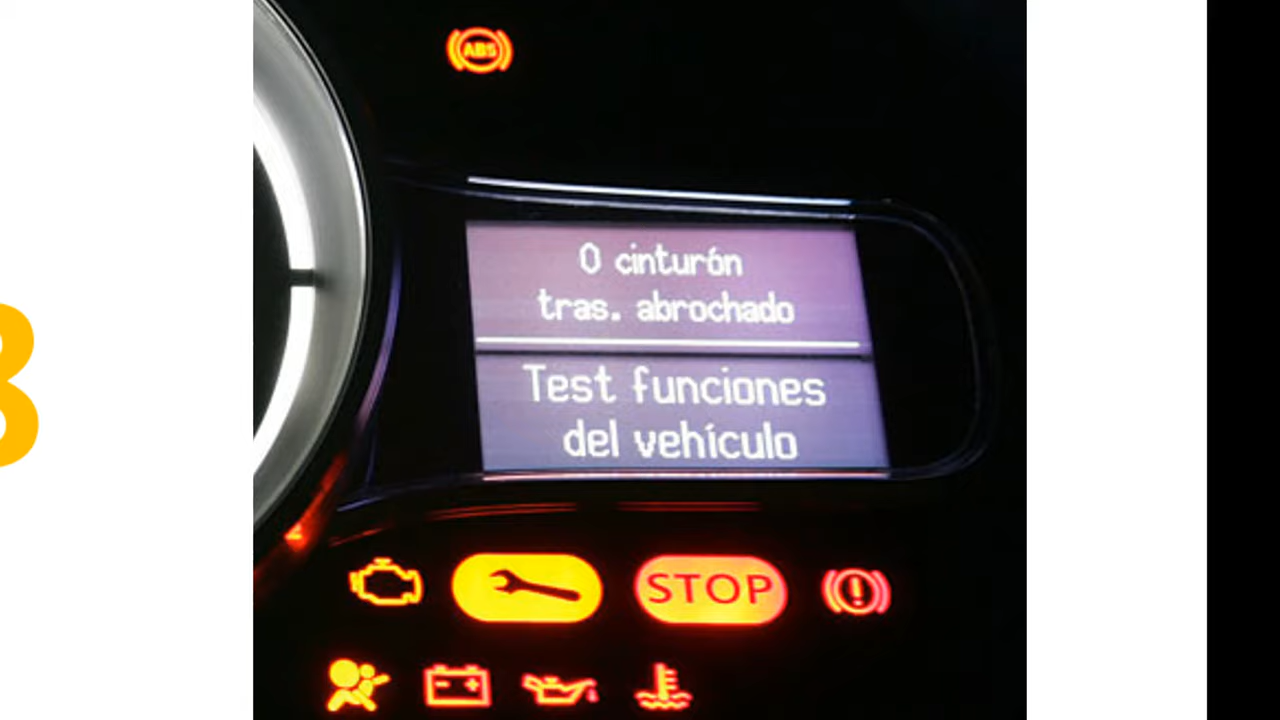 ABS
0 cinturón
tras. abrochado
Test funciones
del vehículo
STOP